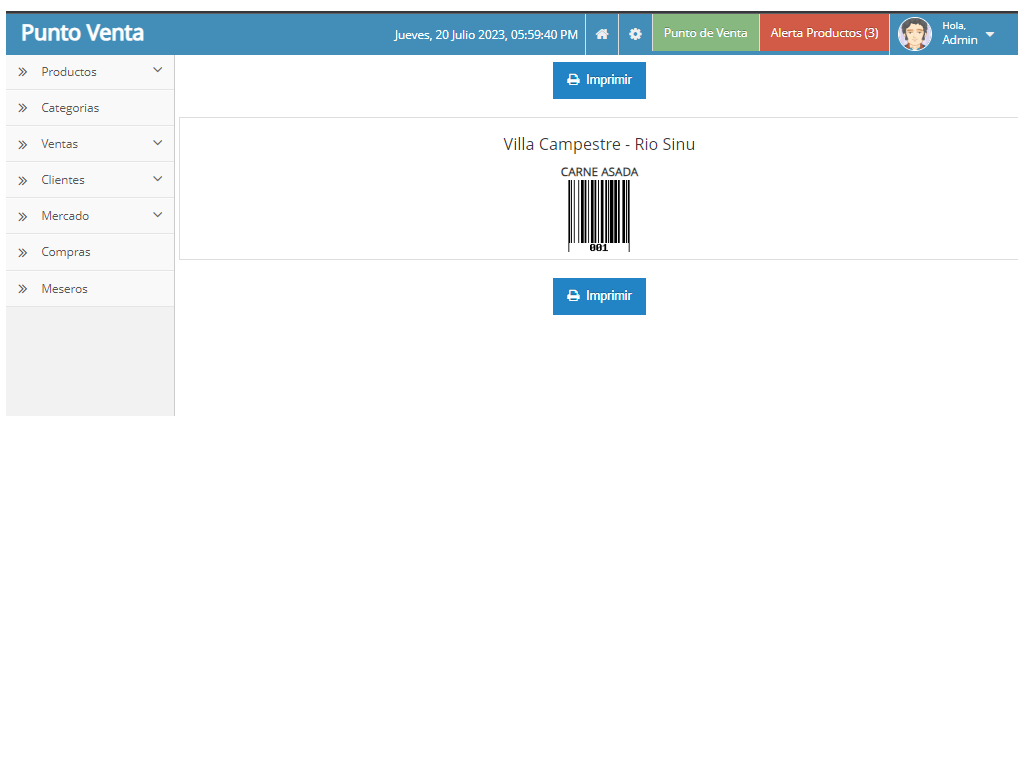 Punto Venta
Jueves, 20 Julio 2023, 05:59:40 PM
Punto de Venta
Alerta Productos (3)
Hola,
Admin
Productos
Categorias
Ventas
Clientes
Mercado
Compras
Meseros
Imprimir
Villa Campestre - Rio Sinu
CARNE ASADA
001
Imprimir